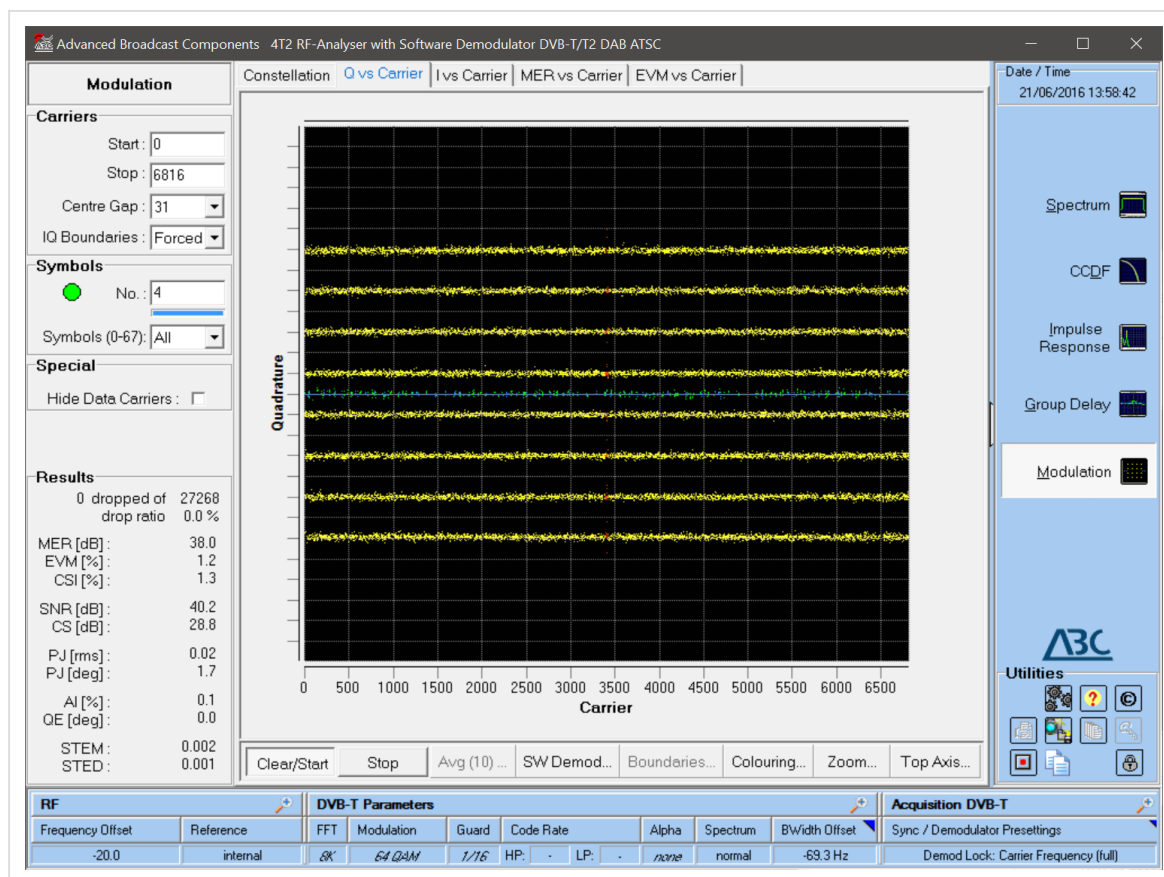 Advanced Broadcast Components 4T2 RF-Analyser with Software Demodulator DVB-T/T2 DAB ATSC
Modulation
Carriers
Start : 0
Stop : 6816
Centre Gap : 31
IQ Boundaries : Forced
Symbols
No. : 4
Symbols (0-67): All
Special
Hide Data Carriers :
Results
0 dropped of 27268
drop ratio 0.0 %
MER [dB] : 38.0
EVM [%] : 1.2
CSI [%] : 1.3
SNR [dB] : 40.2
CS [dB] : 28.8
PJ [rms] : 0.02
PJ [deg] : 1.7
AI [%] : 0.1
QE [deg] : 0.0
STEM : 0.002
STED : 0.001
Constellation Q vs Carrier I vs Carrier MER vs Carrier EVM vs Carrier
Quadrature
0 500 1000 1500 2000 2500 3000 3500 4000 4500 5000 5500 6000 6500
Carrier
Clear/Start Stop Avg (10) ... SW Demod... Boundaries... Colouring... Zoom... Top Axis...
Date / Time
21/06/2016 13:58:42
Spectrum
CCDF
Impulse
Response
Group Delay
Modulation
ABC
Utilities
RF DVB-T Parameters Acquisition DVB-T
Frequency Offset Reference FFT Modulation Guard Code Rate Alpha Spectrum BWidth Offset Sync / Demodulator Presettings
-20.0 internal 8K 64 QAM 1/16 HP: - LP: - none normal -69.3 Hz Demod Lock: Carrier Frequency (full)